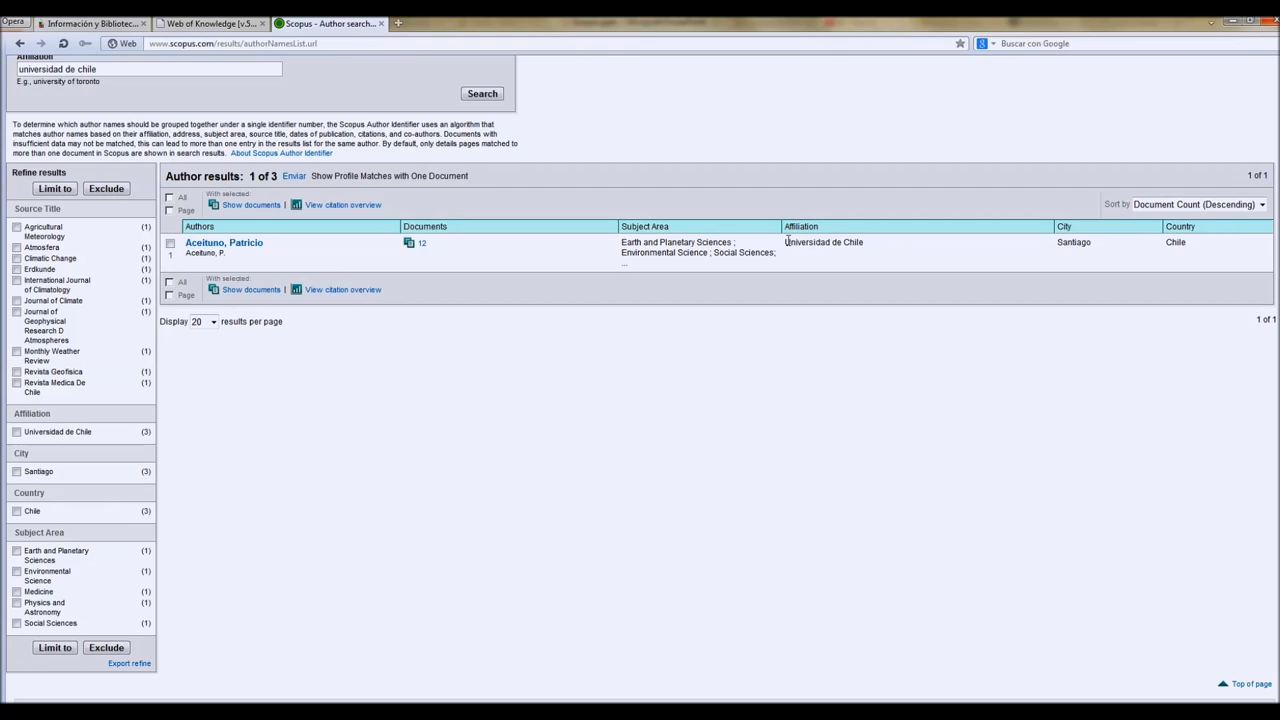 Opera
Información y Bibliotec...
Web of Knowledge [v.5...
Scopus - Author search...
Web
www.scopus.com/results/authorNamesList.url
Buscar con Google
Affiliation
universidad de chile
E.g., university of toronto
Search
To determine which author names should be grouped together under a single identifier number, the Scopus Author Identifier uses an algorithm that
matches author names based on their affiliation, address, subject area, source title, dates of publication, citations, and co-authors. Documents with
insufficient data may not be matched, this can lead to more than one entry in the results list for the same author. By default, only details pages matched to
more than one document in Scopus are shown in search results. About Scopus Author Identifier
Refine results
Limit to Exclude
Source Title
Agricultural (1)
Meteorology
Atmosfera (1)
Climatic Change (1)
Erdkunde (1)
International Journal (1)
of Climatology
Journal of Climate (1)
Journal of (1)
Geophysical
Research D
Atmospheres
Monthly Weather (1)
Review
Revista Geofisica (1)
Revista Medica De (1)
Chile
Affiliation
Universidad de Chile (3)
City
Santiago (3)
Country
Chile (3)
Subject Area
Earth and Planetary (1)
Sciences
Environmental (1)
Science
Medicine (1)
Physics and (1)
Astronomy
Social Sciences (1)
Limit to Exclude
Export refine
Author results: 1 of 3 Enviar Show Profile Matches with One Document 1 of 1
All
Page
With selected:
Show documents | View citation overview
Sort by Document Count (Descending)
Authors Documents Subject Area Affiliation City Country
1
Aceituno, Patricio
Aceituno, P.
12
Earth and Planetary Sciences ;
Environmental Science ; Social Sciences;
...
Universidad de Chile
Santiago
Chile
All
Page
With selected:
Show documents | View citation overview
Display 20 results per page
1 of 1
Top of page